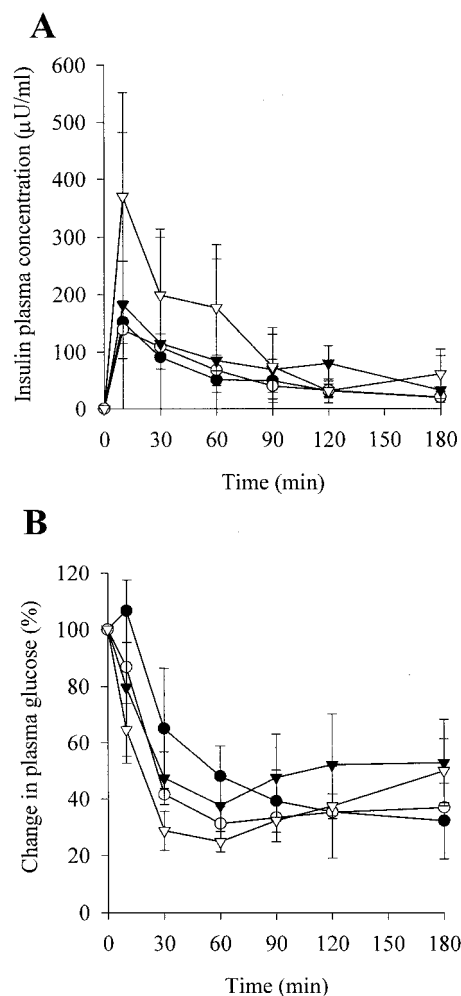 A
Insulin plasma concentration (µU/ml)
600
500
400
300
200
100
0
0 30 60 90 120 150 180
Time (min)
B
Change in plasma glucose (%)
120
100
80
60
40
20
0
0 30 60 90 120 150 180
Time (min)